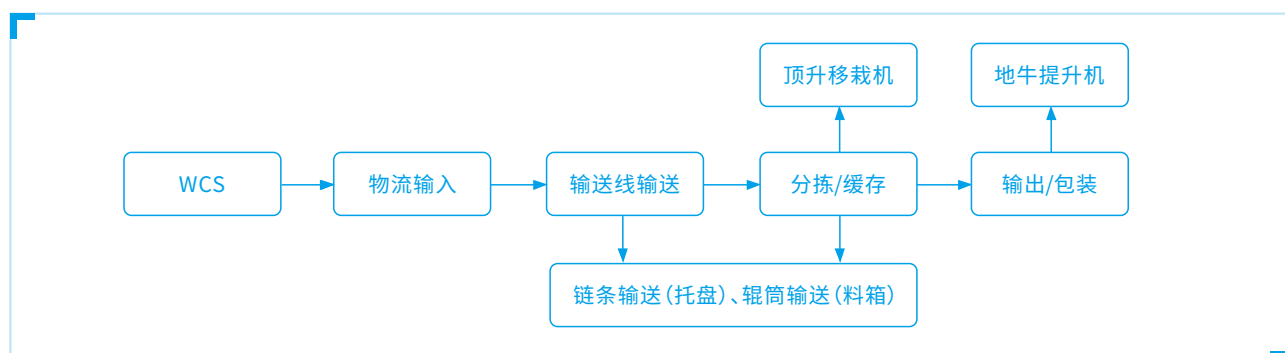 顶升移栽机
地牛提升机
WCS
物流输入
输送线输送
分拣/缓存
输出/包装
链条输送(托盘)、辊筒输送(料箱)